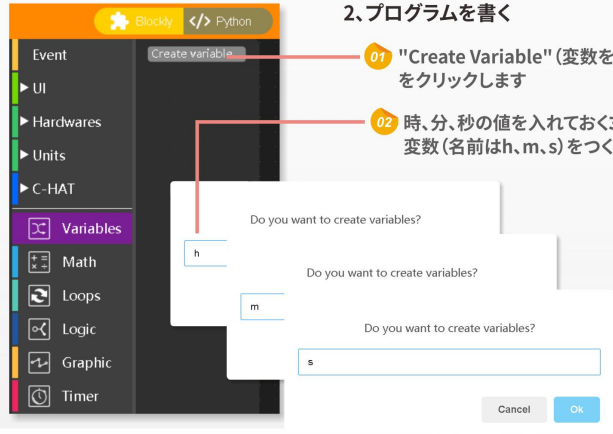 Blockly
</> Python
Event
UI
Hardwares
Units
C-HAT
Variables
Math
Loops
Logic
Graphic
Timer
Create variable...
2、プログラムを書く
01 "Create Variable"(変数を
をクリックします
02 時、分、秒の値を入れておく
変数(名前はh、m、s)をつく
Do you want to create variables?
h
Do you want to create variables?
m
Do you want to create variables?
s
Cancel
Ok